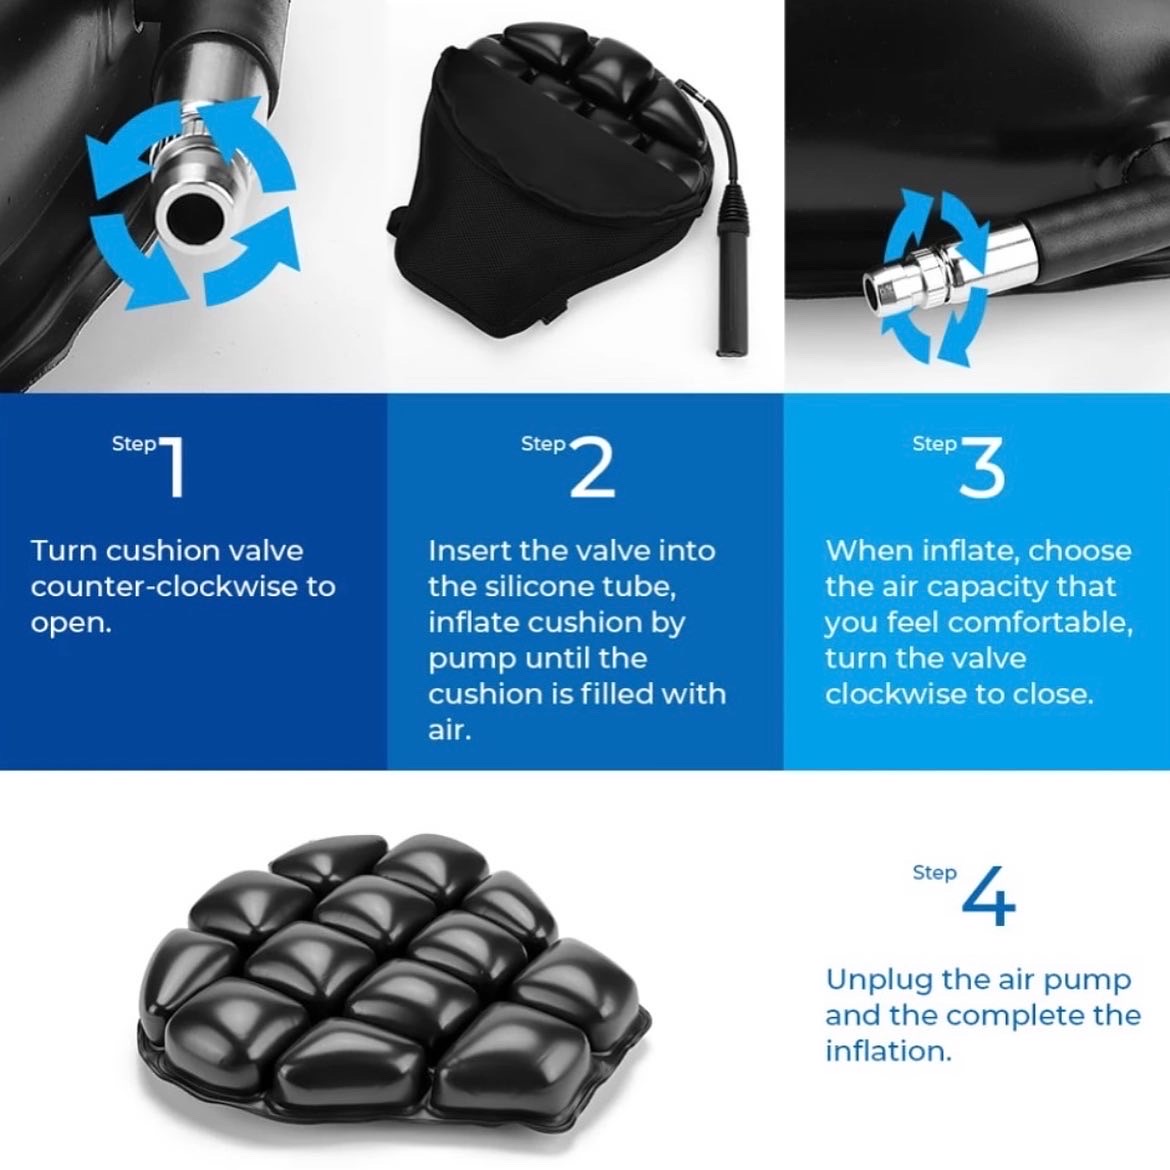 Step 1
Turn cushion valve
counter-clockwise to
open.
Step 2
Insert the valve into
the silicone tube,
inflate cushion by
pump until the
cushion is filled with
air.
Step 3
When inflate, choose
the air capacity that
you feel comfortable,
turn the valve
clockwise to close.
Step 4
Unplug the air pump
and the complete the
inflation.